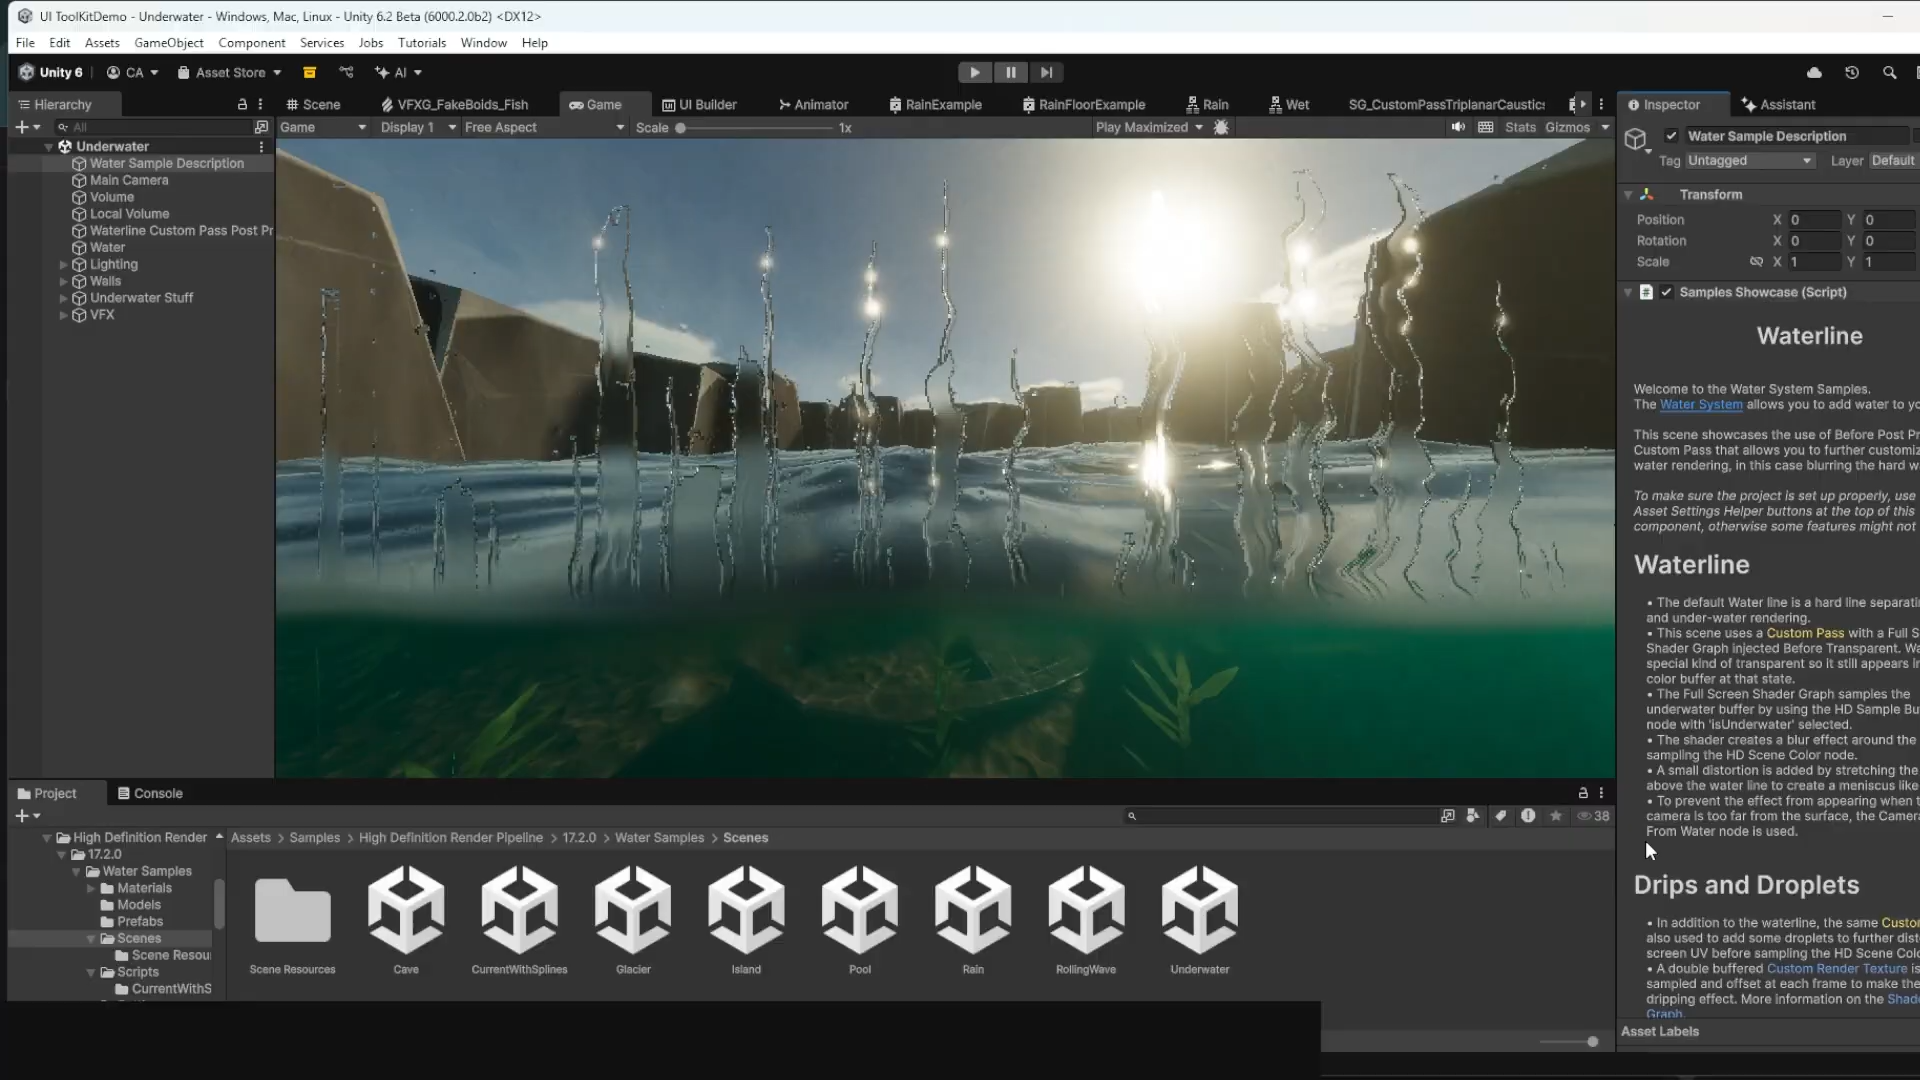 UI ToolKitDemo - Underwater - Windows, Mac, Linux - Unity 6.2 Beta (6000.2.0b2) <DX12>
File Edit Assets GameObject Component Services Jobs Tutorials Window Help
Unity 6 CA Asset Store AI
Hierarchy
All
Underwater
Water Sample Description
Main Camera
Volume
Local Volume
Waterline Custom Pass Post Pr
Water
Lighting
Walls
Underwater Stuff
VFX
Scene VFXG_FakeBoids_Fish Game UI Builder Animator RainExample RainFloorExample Rain Wet SG_CustomPassTriplanarCaustics
Game Display 1 Free Aspect Scale 1x Play Maximized Stats Gizmos
Inspector Assistant
Water Sample Description
Tag Untagged Layer Default
Transform
Position X 0 Y 0
Rotation X 0 Y 0
Scale X 1 Y 1
Samples Showcase (Script)
Waterline
Welcome to the Water System Samples.
The Water System allows you to add water to yo
This scene showcases the use of Before Post Pr
Custom Pass that allows you to further customiz
water rendering, in this case blurring the hard w
To make sure the project is set up properly, use
Asset Settings Helper buttons at the top of this
component, otherwise some features might not
Waterline
• The default Water line is a hard line separati
and under-water rendering.
• This scene uses a Custom Pass with a Full S
Shader Graph injected Before Transparent. Wa
special kind of transparent so it still appears in
color buffer at that state.
• The Full Screen Shader Graph samples the
underwater buffer by using the HD Sample Bu
node with 'isUnderwater' selected.
• The shader creates a blur effect around the
sampling the HD Scene Color node.
• A small distortion is added by stretching the
above the water line to create a meniscus like
• To prevent the effect from appearing when t
camera is too far from the surface, the Camera
From Water node is used.
Drips and Droplets
• In addition to the waterline, the same Custo
also used to add some droplets to further dist
screen UV before sampling the HD Scene Colo
• A double buffered Custom Render Texture is
sampled and offset at each frame to make the
dripping effect. More information on the Shad
Graph.
Asset Labels
Project Console
38
High Definition Render
17.2.0
Water Samples
Materials
Models
Prefabs
Scenes
Scene Resou
Scripts
CurrentWithS
Assets > Samples > High Definition Render Pipeline > 17.2.0 > Water Samples > Scenes
Scene Resources Cave CurrentWithSplines Glacier Island Pool Rain RollingWave Underwater